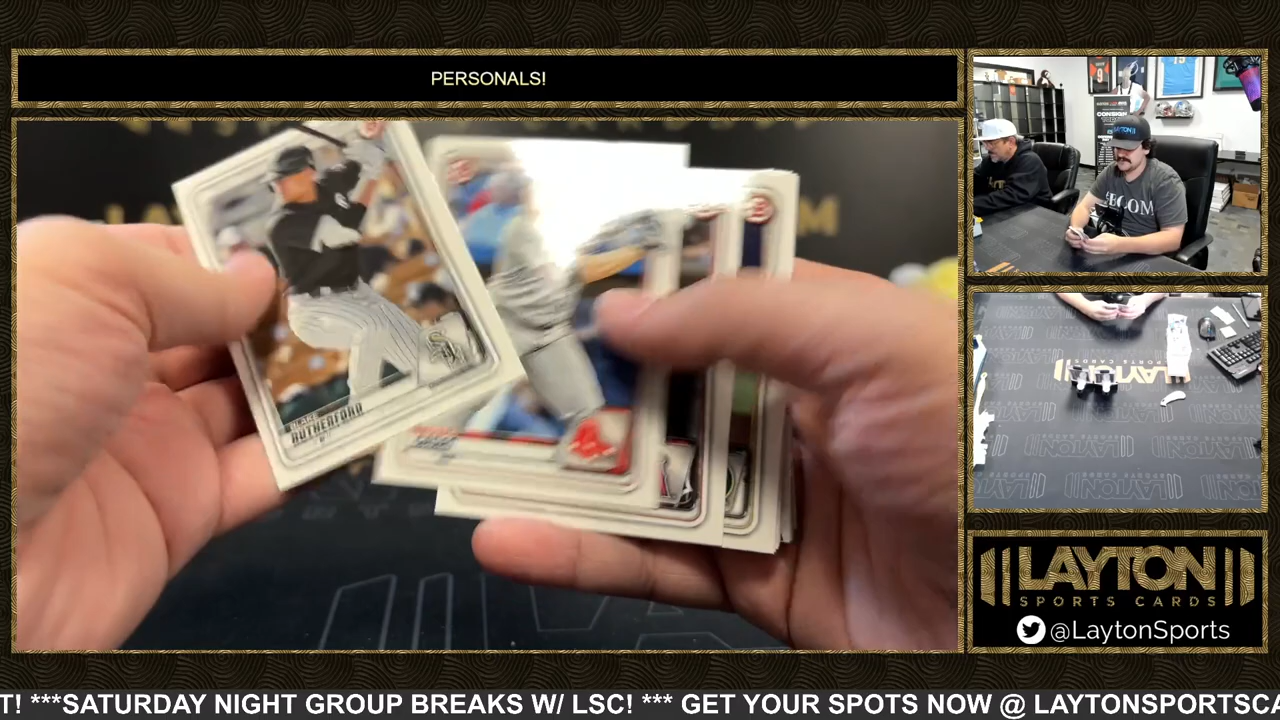 PERSONALS!
RUTHERFORD
LAYTON
SPORTS CARDS
@LaytonSports
T! ***SATURDAY NIGHT GROUP BREAKS W/ LSC! *** GET YOUR SPOTS NOW @ LAYTONSPORTSCA